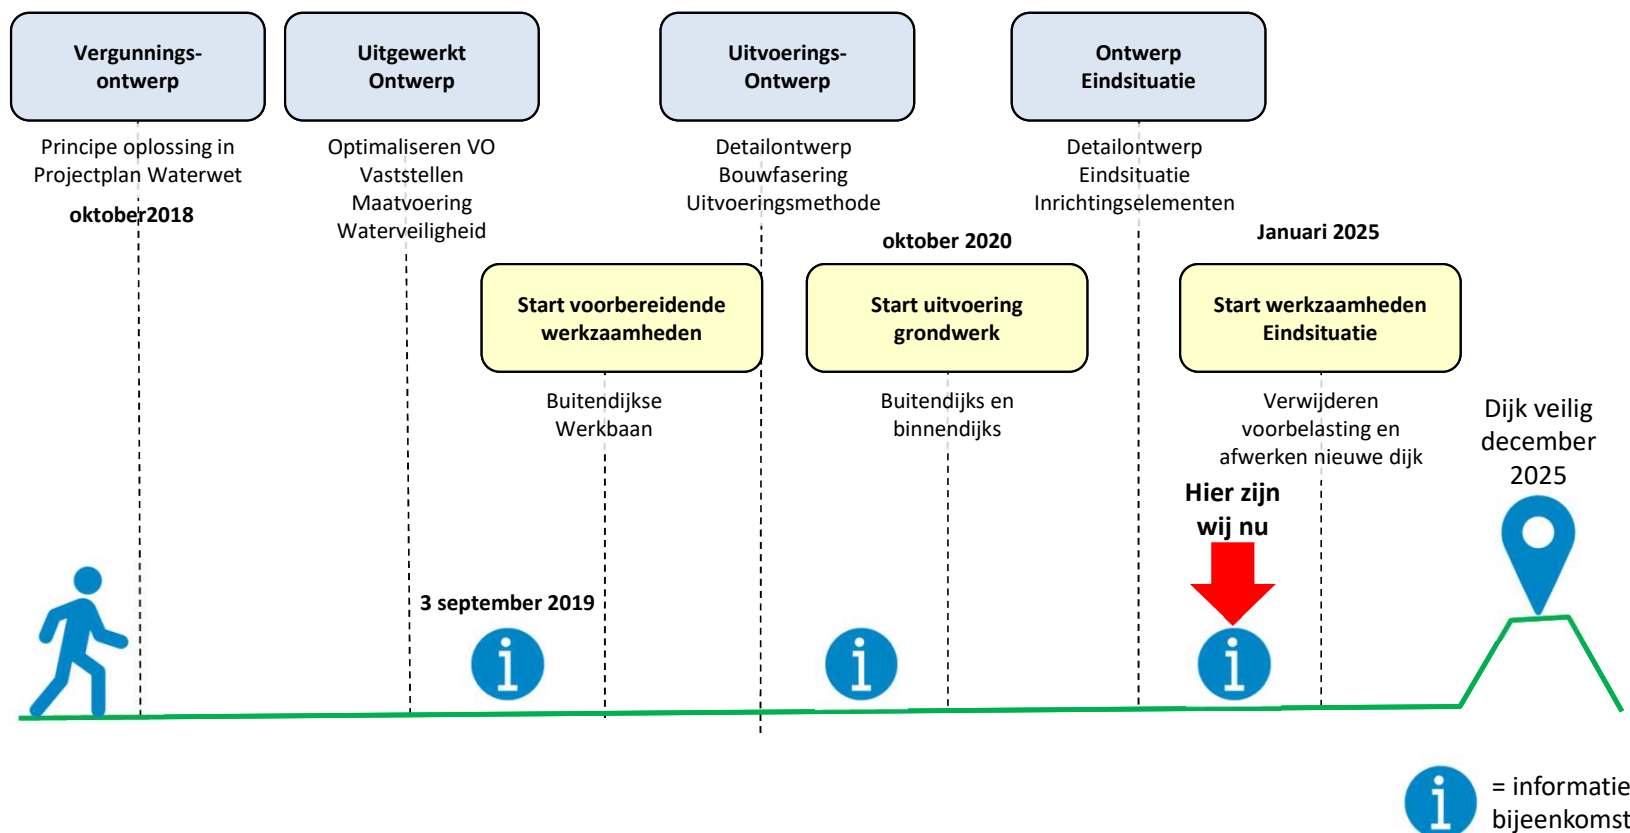 Vergunnings-
ontwerp
Principe oplossing in
Projectplan Waterwet
oktober2018
Uitgewerkt
Ontwerp
Optimaliseren VO
Vaststellen
Maatvoering
Waterveiligheid
Uitvoerings-
Ontwerp
Detailontwerp
Bouwfasering
Uitvoeringsmethode
Ontwerp
Eindsituatie
Detailontwerp
Eindsituatie
Inrichtingselementen
Start voorbereidende
werkzaamheden
Buitendijkse
Werkbaan
oktober 2020
Start uitvoering
grondwerk
Buitendijks en
binnendijks
Januari 2025
Start werkzaamheden
Eindsituatie
Verwijderen
voorbelasting en
afwerken nieuwe dijk
Dijk veilig
december
2025
Hier zijn
wij nu
3 september 2019
i
i
i
i
= informatie
bijeenkomst